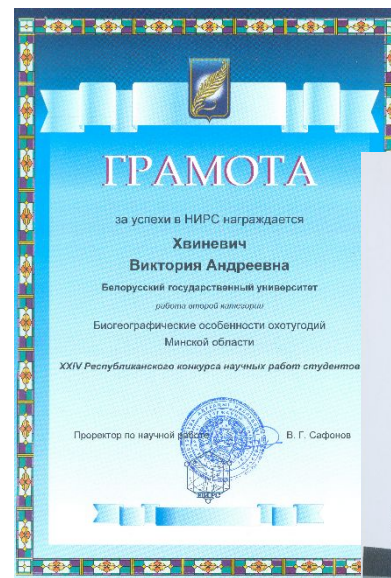 ГРАМОТА
за успехи в НИРС награждается
Хвиневич
Виктория Андреевна
Белорусский государственный университет
работа второй категории
Биогеографические особенности охотугодий
Минской области
XXIV Республиканского конкурса научных работ студентов
Проректор по научной работе В. Г. Сафонов
НИРС